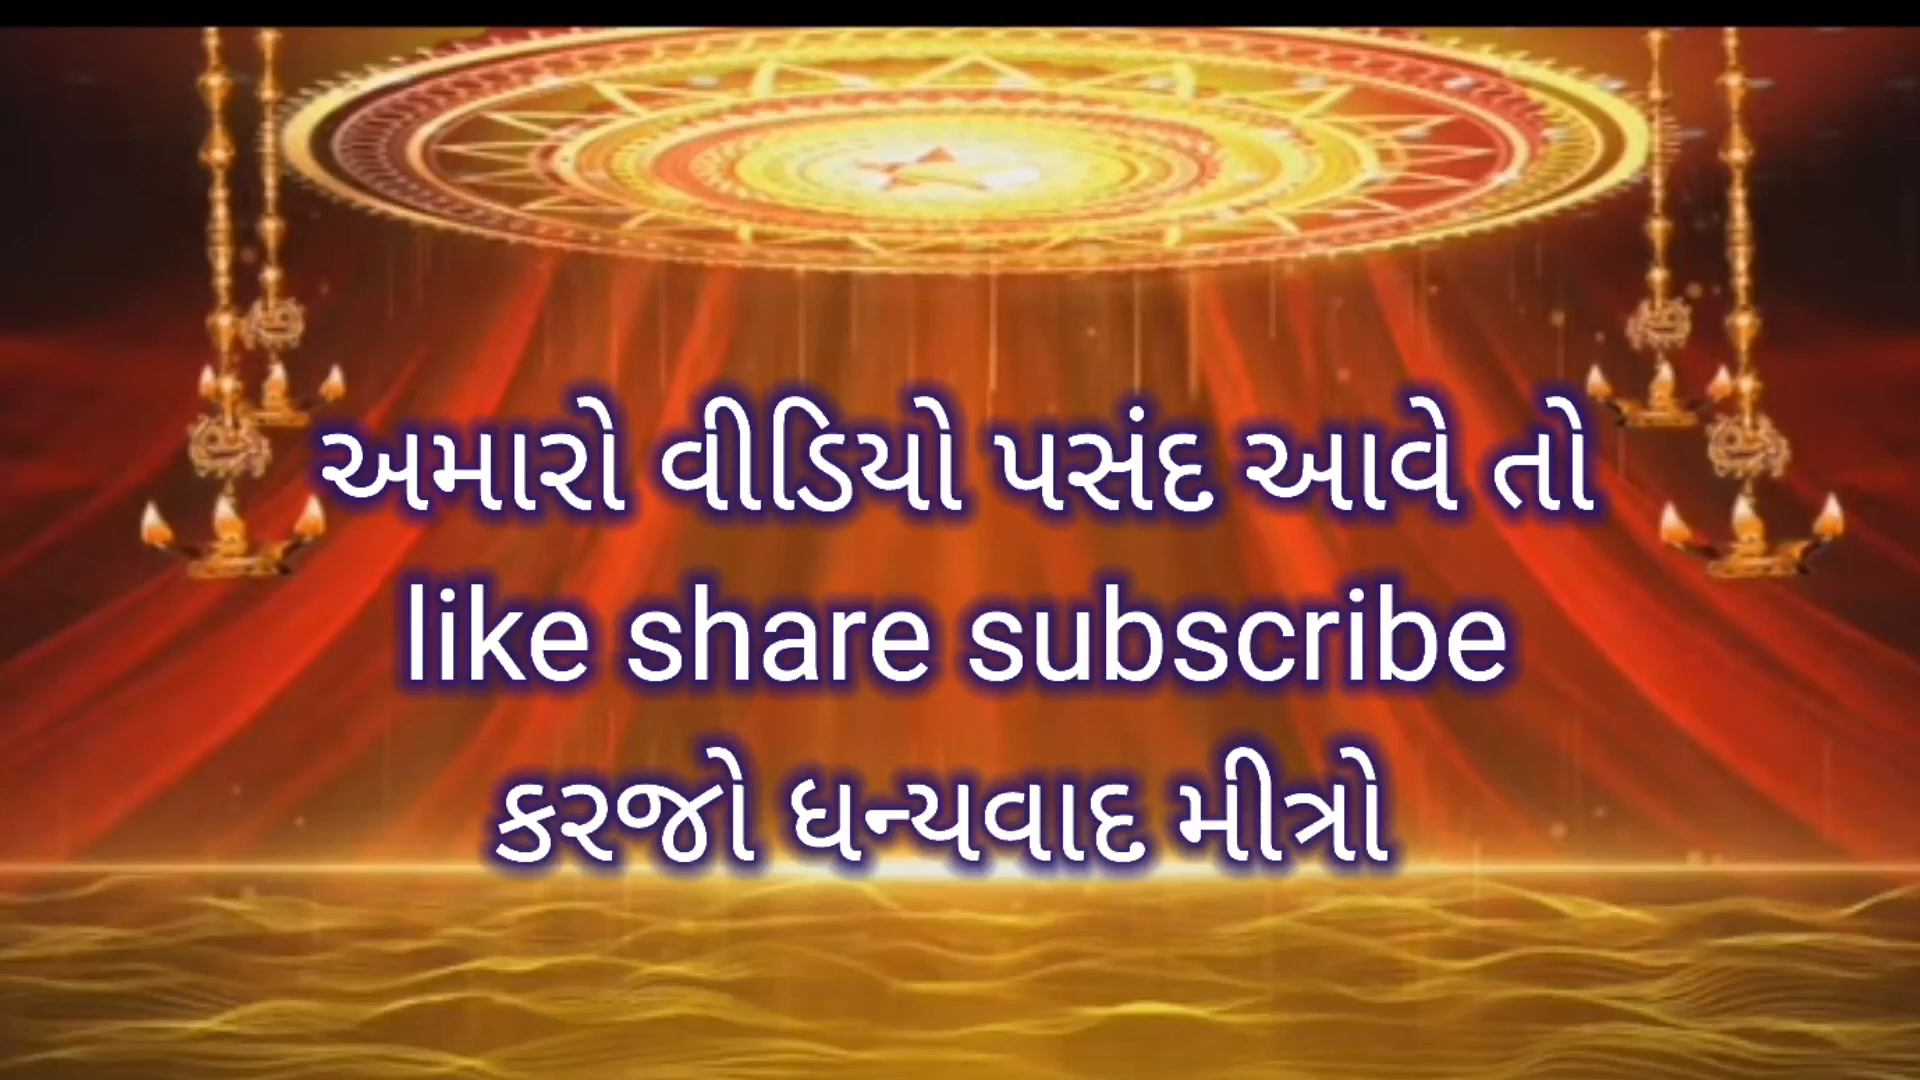 અમારો વીડિયો પસંદ આવે તો
like share subscribe
કરજો ધન્યવાદ મીત્રો